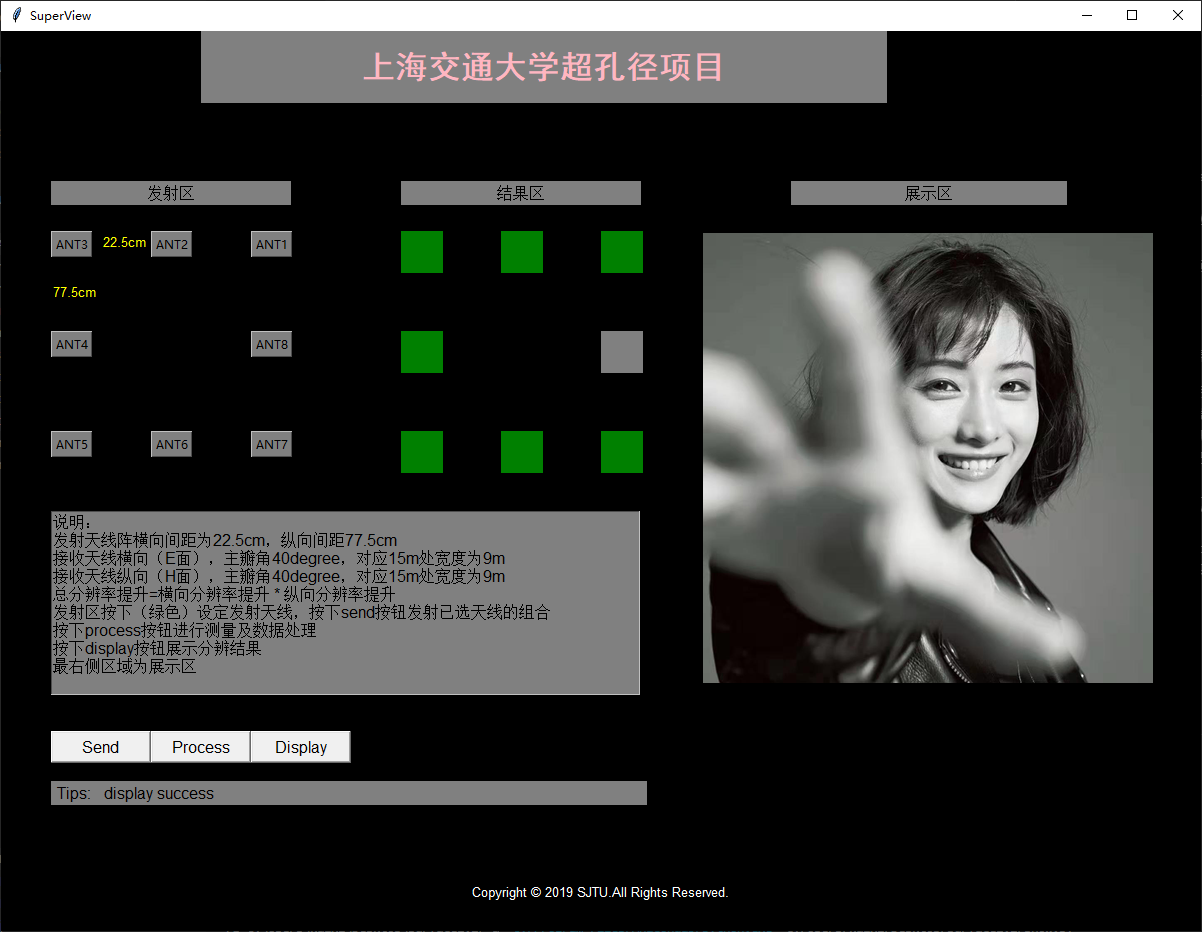 SuperView
上海交通大学超孔径项目
发射区
结果区
展示区
ANT3 22.5cm ANT2 ANT1
77.5cm
ANT4 ANT8
ANT5 ANT6 ANT7
说明：
发射天线阵横向间距为22.5cm，纵向间距77.5cm
接收天线横向（E面），主瓣角40degree，对应15m处宽度为9m
接收天线纵向（H面），主瓣角40degree，对应15m处宽度为9m
总分辨率提升=横向分辨率提升 * 纵向分辨率提升
发射区按下（绿色）设定发射天线，按下send按钮发射已选天线的组合
按下process按钮进行测量及数据处理
按下display按钮展示分辨结果
最右侧区域为展示区
Send Process Display
Tips: display success
Copyright © 2019 SJTU.All Rights Reserved.